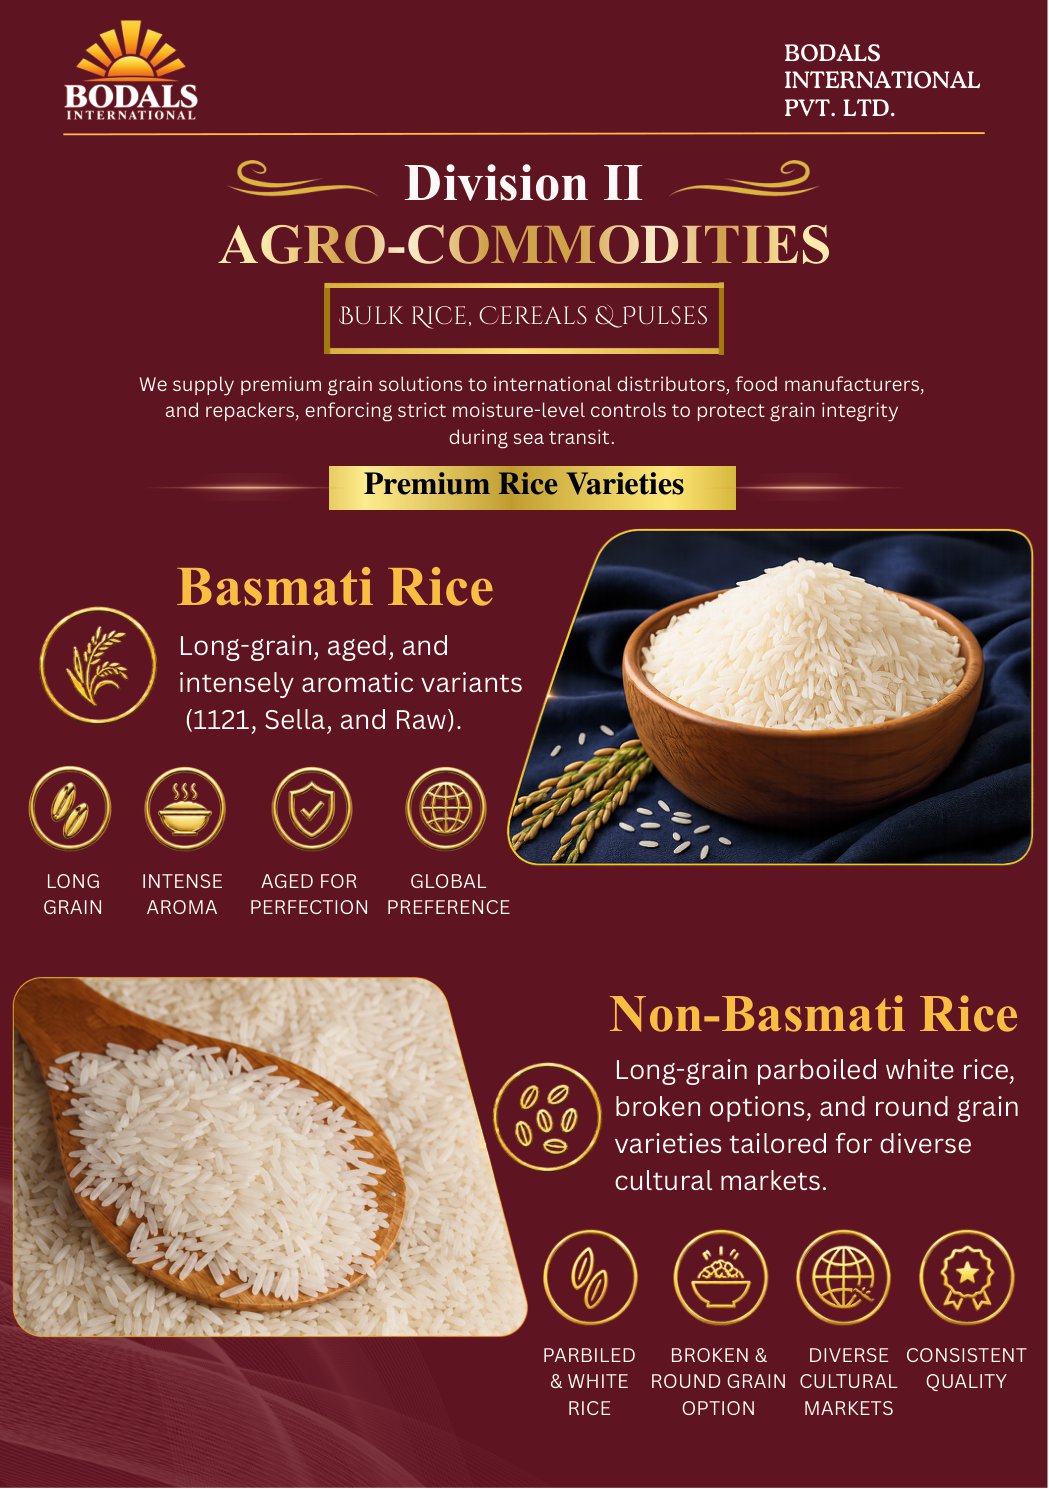 BODALS
INTERNATIONAL
BODALS
INTERNATIONAL
PVT. LTD.
Division II
AGRO-COMMODITIES
BULK RICE, CEREALS & PULSES
We supply premium grain solutions to international distributors, food manufacturers,
and repackers, enforcing strict moisture-level controls to protect grain integrity
during sea transit.
Premium Rice Varieties
Basmati Rice
Long-grain, aged, and
intensely aromatic variants
(1121, Sella, and Raw).
LONG
GRAIN
INTENSE
AROMA
AGED FOR
PERFECTION
GLOBAL
PREFERENCE
Non-Basmati Rice
Long-grain parboiled white rice,
broken options, and round grain
varieties tailored for diverse
cultural markets.
PARBILED
& WHITE
RICE
BROKEN &
ROUND GRAIN
OPTION
DIVERSE
CULTURAL
MARKETS
CONSISTENT
QUALITY